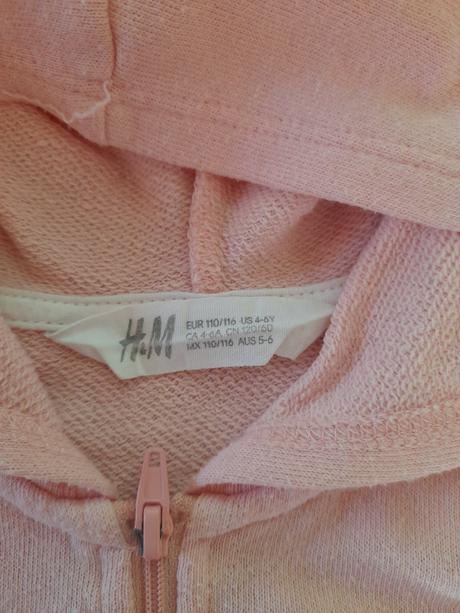 H&M
EUR 110/116 US 4-6Y
CA 4-6A CN 120/60
MX 110/116 AUS 5-6